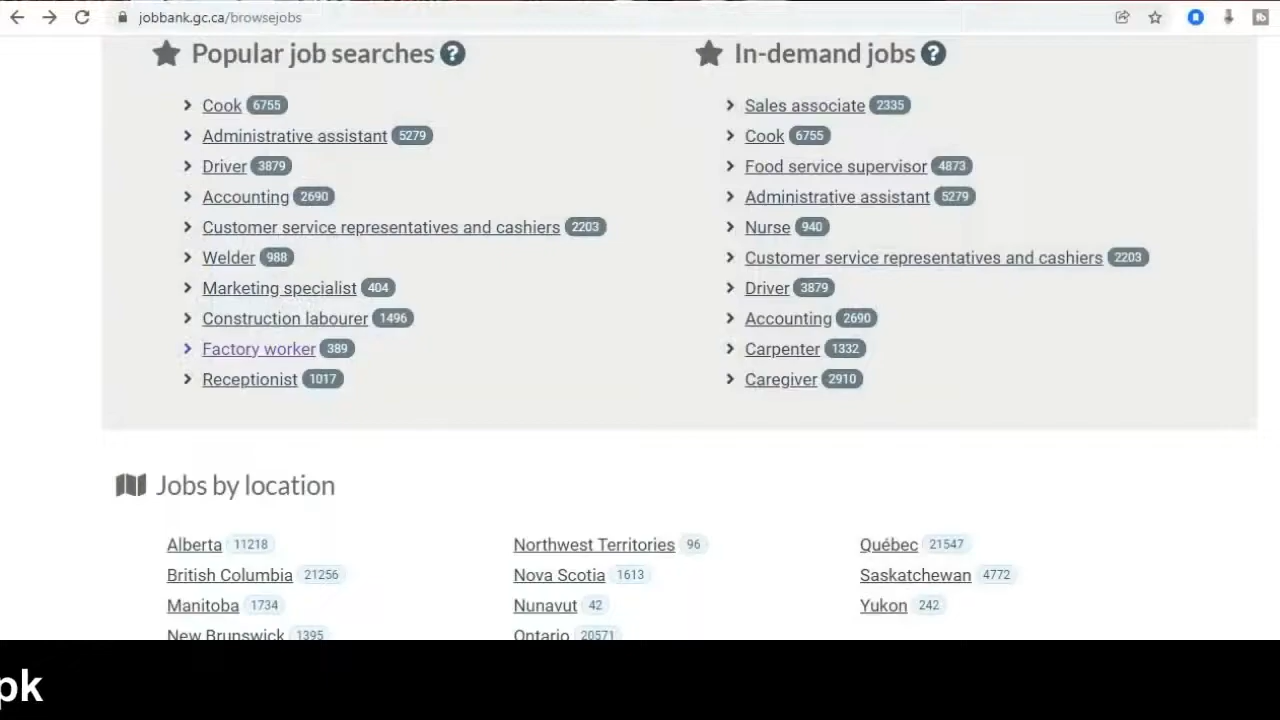 jobbank.gc.ca/browsejobs
Popular job searches ?
Cook 6755
Administrative assistant 5279
Driver 3879
Accounting 2690
Customer service representatives and cashiers 2203
Welder 988
Marketing specialist 404
Construction labourer 1496
Factory worker 389
Receptionist 1017
In-demand jobs ?
Sales associate 2335
Cook 6755
Food service supervisor 4873
Administrative assistant 5279
Nurse 940
Customer service representatives and cashiers 2203
Driver 3879
Accounting 2690
Carpenter 1332
Caregiver 2910
Jobs by location
Alberta 11218
British Columbia 21256
Manitoba 1734
New Brunswick 1395
Northwest Territories 96
Nova Scotia 1613
Nunavut 42
Ontario 20571
Québec 21547
Saskatchewan 4772
Yukon 242
pk